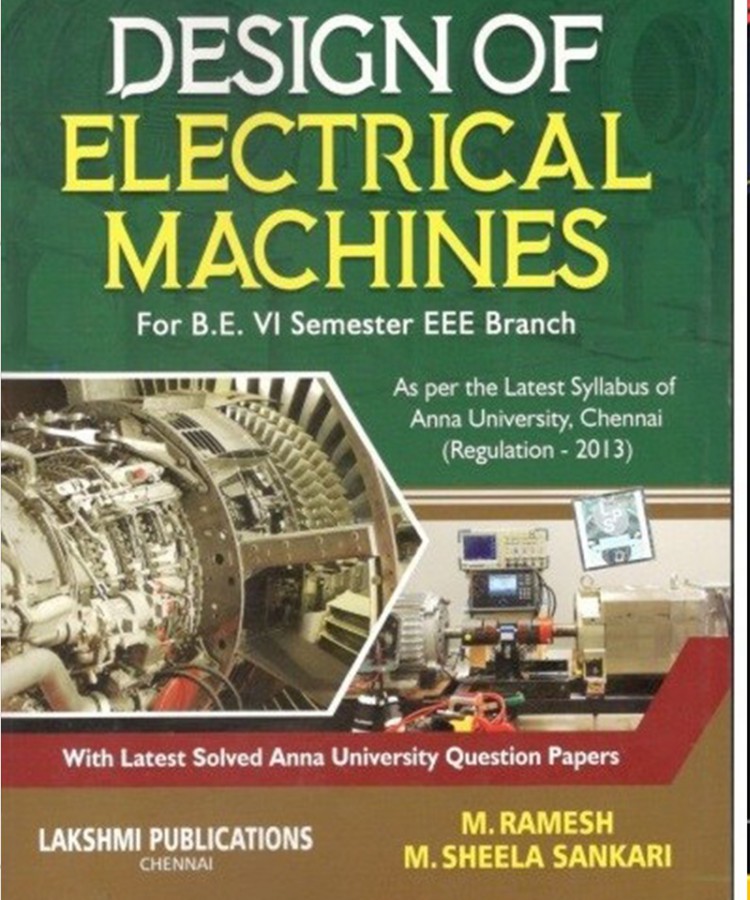 DESIGN OF
ELECTRICAL
MACHINES
For B.E. VI Semester EEE Branch
As per the Latest Syllabus of
Anna University, Chennai
(Regulation - 2013)
With Latest Solved Anna University Question Papers
LAKSHMI PUBLICATIONS
CHENNAI
M. RAMESH
M. SHEELA SANKARI